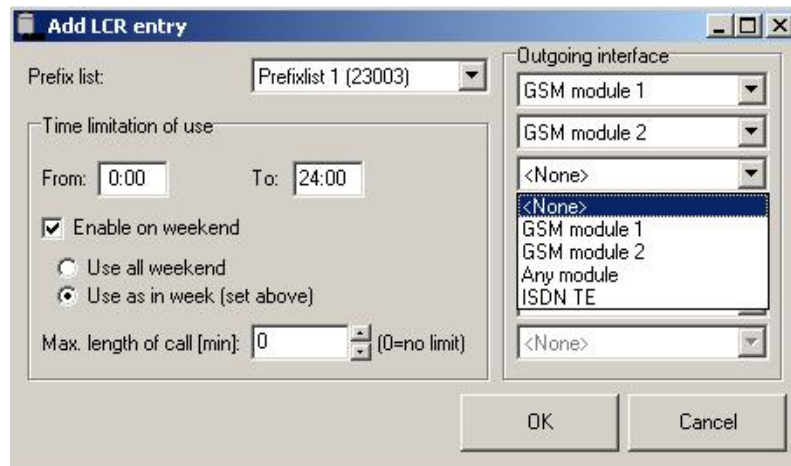 Add LCR entry
Prefix list:
Prefixlist 1 (23003)
Time limitation of use
From:
0:00
To:
24:00
Enable on weekend
Use all weekend
Use as in week (set above)
Max. length of call [min]:
0
(0=no limit)
Outgoing interface
GSM module 1
GSM module 2
<None>
<None>
GSM module 1
GSM module 2
Any module
ISDN TE
<None>
OK
Cancel